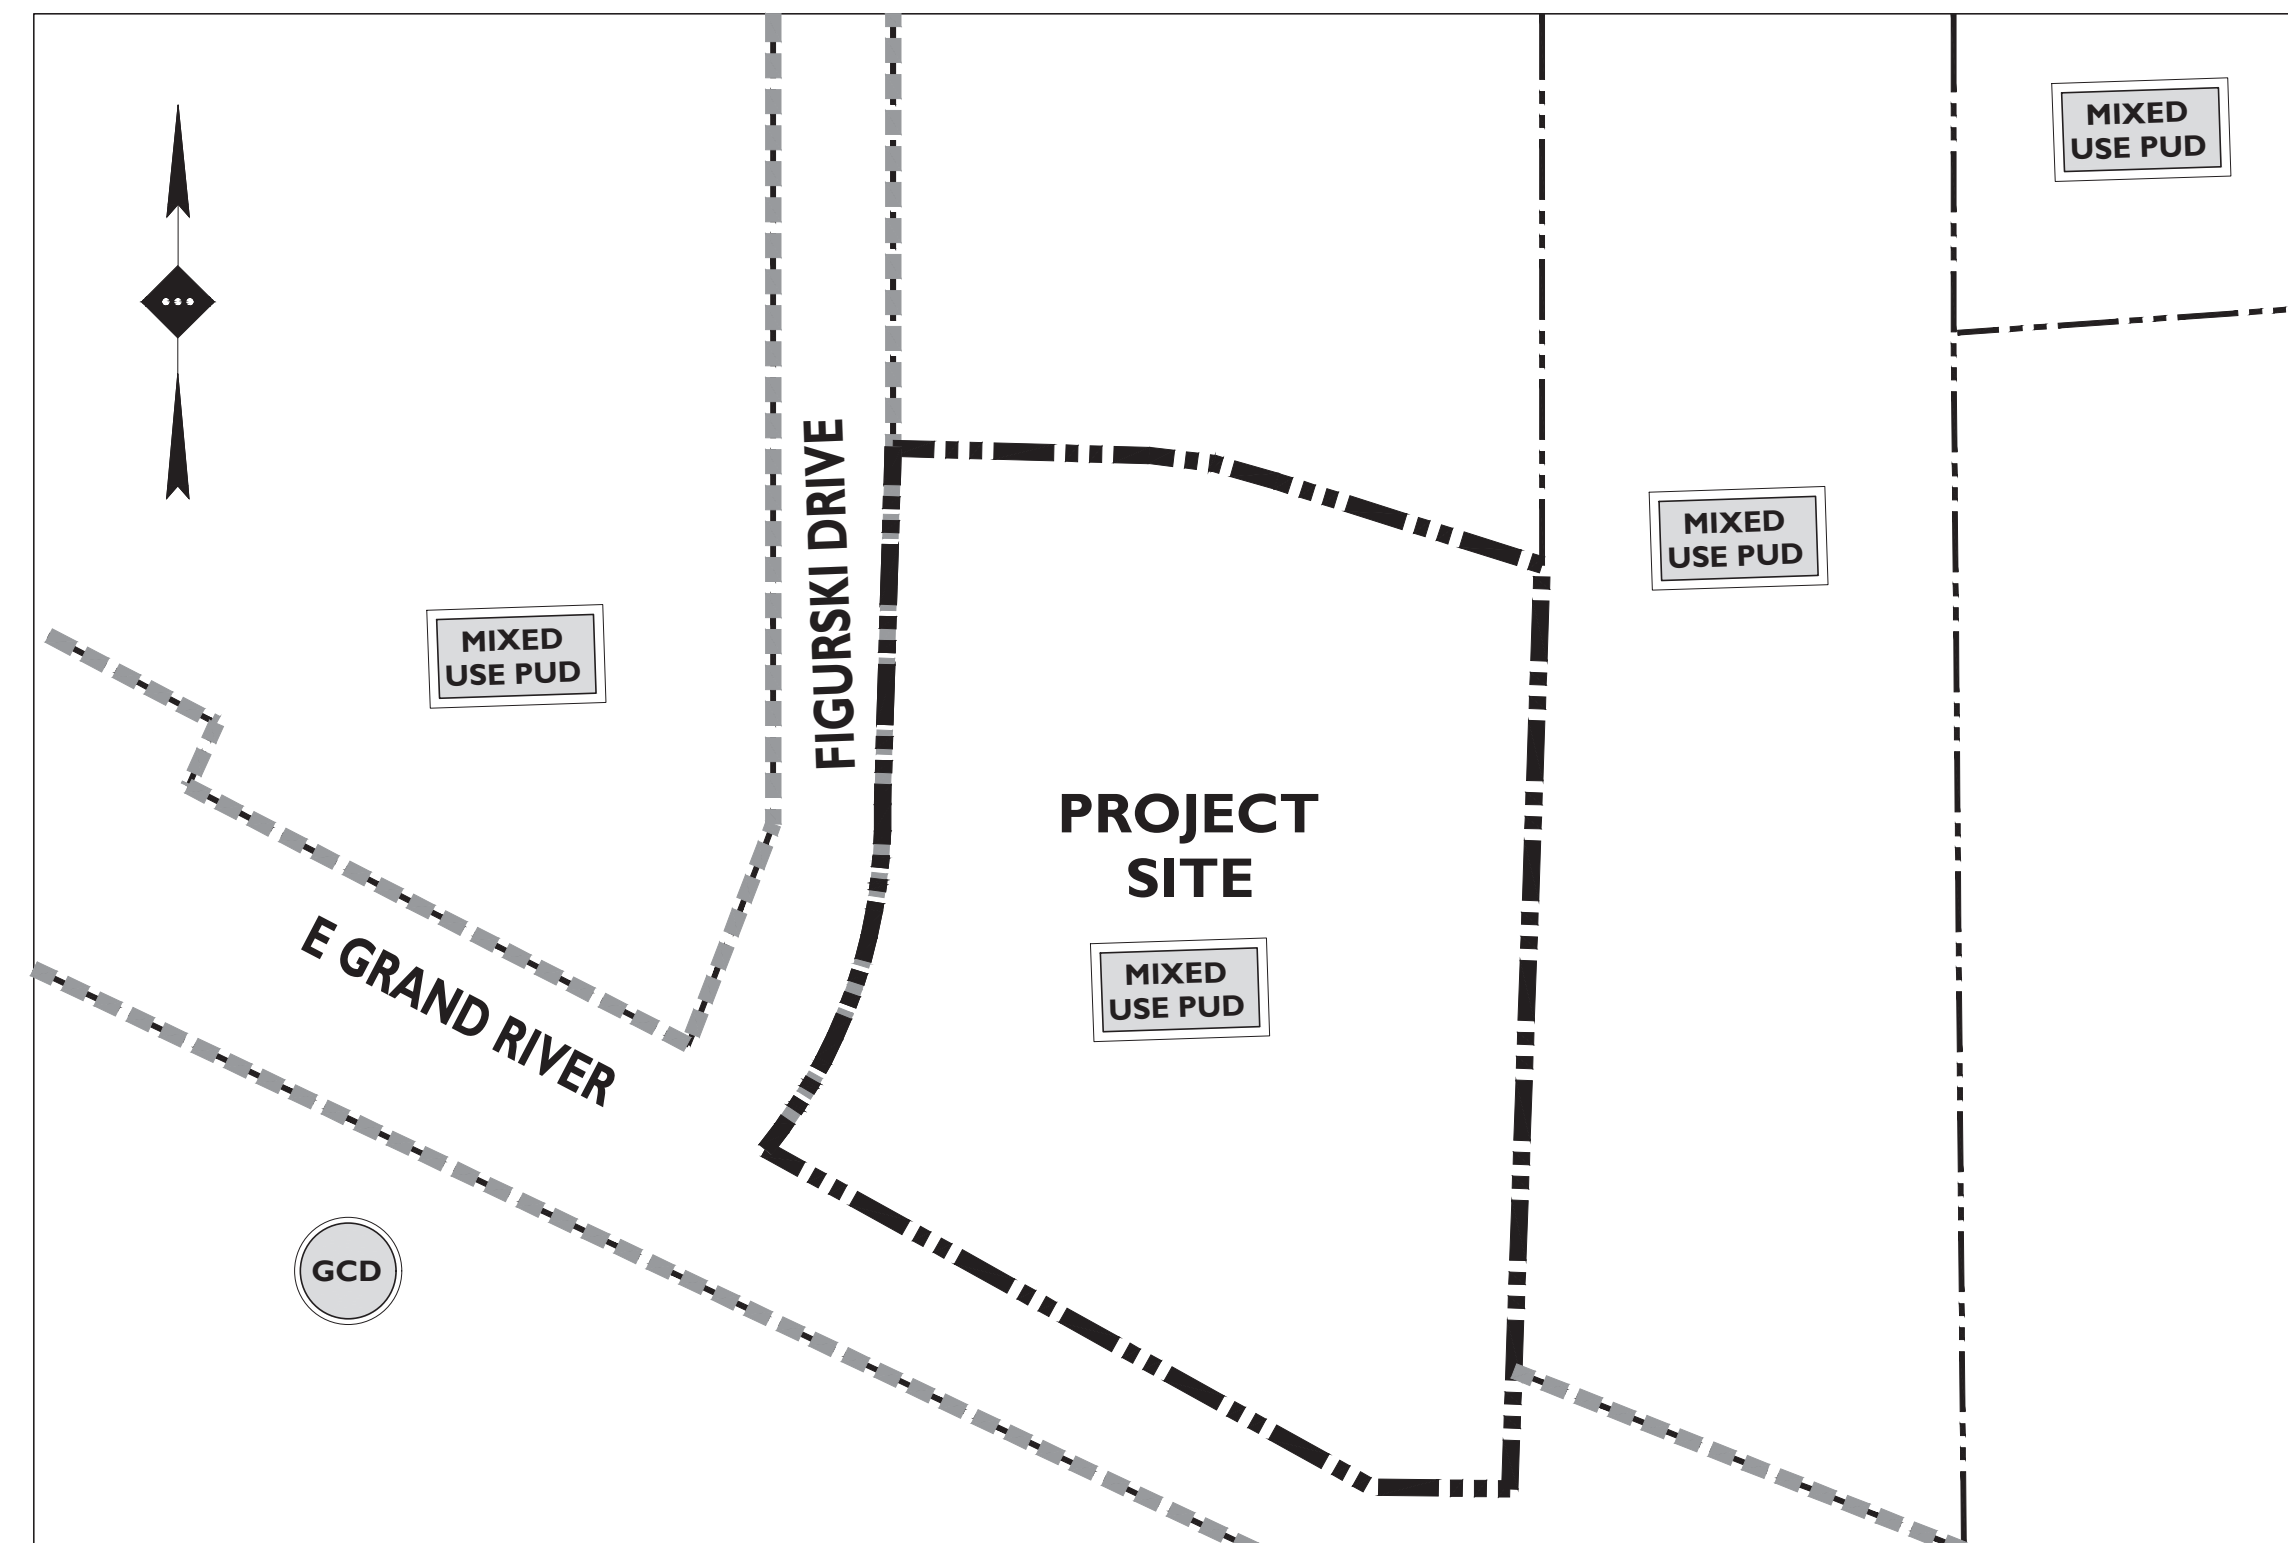 MIXED
USE PUD
FIGURSKI DRIVE
MIXED
USE PUD
MIXED
USE PUD
PROJECT
SITE
MIXED
USE PUD
E GRAND RIVER
GCD